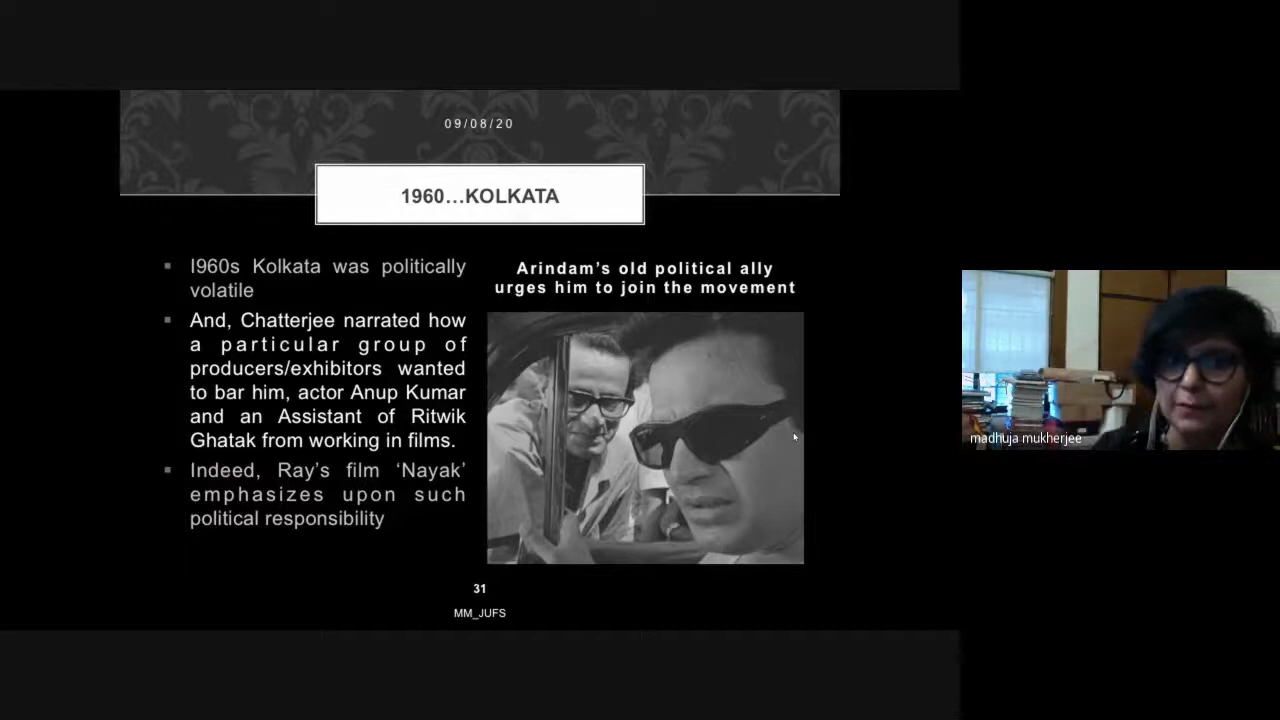 09/08/20
1960...KOLKATA
I960s Kolkata was politically
volatile
And, Chatterjee narrated how
a particular group of
producers/exhibitors wanted
to bar him, actor Anup Kumar
and an Assistant of Ritwik
Ghatak from working in films.
Indeed, Ray's film ‘Nayak’
emphasizes upon such
political responsibility
Arindam’s old political ally
urges him to join the movement
31
MM_JUFS
madhuja mukherjee